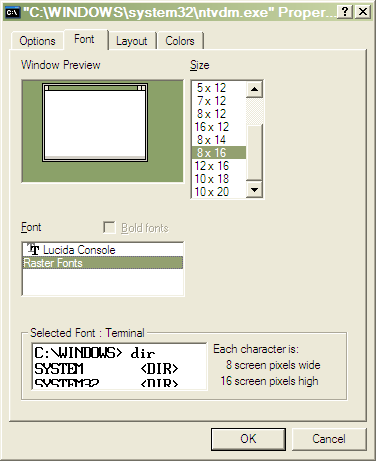 C:\ "C:\WINDOWS\system32\ntvdm.exe" Proper...
Options Font Layout Colors
Window Preview
Size
5 x 12
7 x 12
8 x 12
16 x 12
8 x 14
8 x 16
12 x 16
10 x 18
10 x 20
Font
Bold fonts
Lucida Console
Raster Fonts
Selected Font : Terminal
C:\WINDOWS> dir
SYSTEM <DIR>
SYSTEM32 <DIR>
Each character is:
8 screen pixels wide
16 screen pixels high
OK Cancel